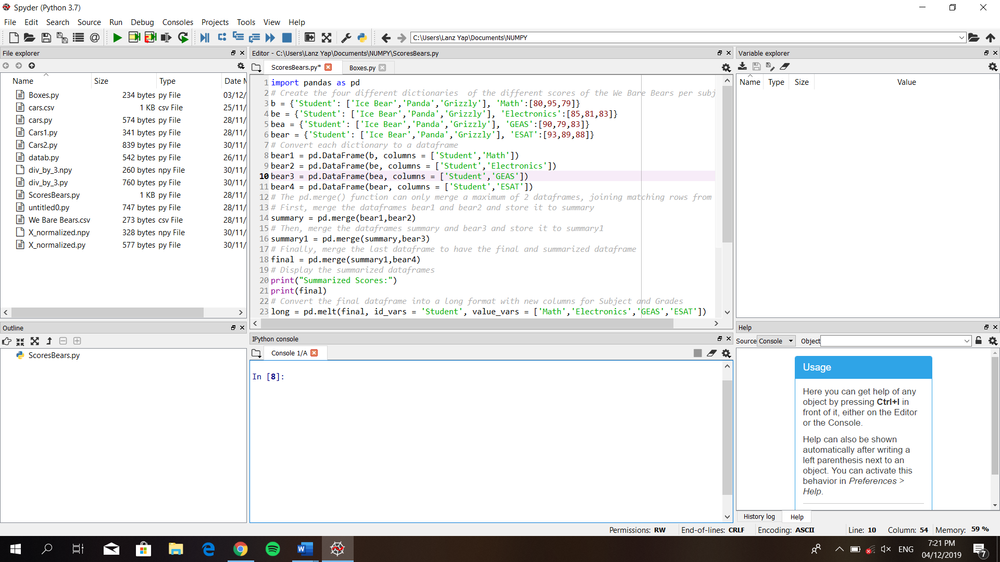 Spyder (Python 3.7)
File Edit Search Source Run Debug Consoles Projects Tools View Help
C:\Users\Lanz Yap\Documents\NUMPY
File explorer
Name Size Type Date M
Boxes.py 234 bytes py File 03/12/
cars.csv 1 KB csv File 25/11/
cars.py 574 bytes py File 28/11/
Cars1.py 341 bytes py File 28/11/
Cars2.py 839 bytes py File 30/11/
datab.py 542 bytes py File 26/11/
div_by_3.npy 260 bytes npy File 30/11/
div_by_3.py 760 bytes py File 30/11/
ScoresBears.py 1 KB py File 28/11/
untitled0.py 747 bytes py File 28/11/
We Bare Bears.csv 273 bytes csv File 28/11/
X_normalized.npy 328 bytes npy File 30/11/
X_normalized.py 577 bytes py File 30/11/
Outline
ScoresBears.py
Editor - C:\Users\Lanz Yap\Documents\NUMPY\ScoresBears.py
ScoresBears.py* Boxes.py
1 import pandas as pd
2 # Create the four different dictionaries  of the different scores of the We Bare Bears per subj
3 b = {'Student': ['Ice Bear','Panda','Grizzly'], 'Math':[80,95,79]}
4 be = {'Student': ['Ice Bear','Panda','Grizzly'], 'Electronics':[85,81,83]}
5 bea = {'Student': ['Ice Bear','Panda','Grizzly'], 'GEAS':[90,79,83]}
6 bear = {'Student': ['Ice Bear','Panda','Grizzly'], 'ESAT':[93,89,88]}
7 # Convert each dictionary to a dataframe
8 bear1 = pd.DataFrame(b, columns = ['Student','Math'])
9 bear2 = pd.DataFrame(be, columns = ['Student','Electronics'])
10 bear3 = pd.DataFrame(bea, columns = ['Student','GEAS'])
11 bear4 = pd.DataFrame(bear, columns = ['Student','ESAT'])
12 # The pd.merge() function can only merge a maximum of 2 dataframes, joining matching rows from
13 # First, merge the dataframes bear1 and bear2 and store it to summary
14 summary = pd.merge(bear1,bear2)
15 # Then, merge the dataframes summary and bear3 and store it to summary1
16 summary1 = pd.merge(summary,bear3)
17 # Finally, merge the last dataframe to have the final and summarized dataframe
18 final = pd.merge(summary1,bear4)
19 # Display the summarized dataframes
20 print("Summarized Scores:")
21 print(final)
22 # Convert the final dataframe into a long format with new columns for Subject and Grades
23 long = pd.melt(final, id_vars = 'Student', value_vars = ['Math','Electronics','GEAS','ESAT'])
IPython console
Console 1/A
In [8]:
Variable explorer
Name Type Size Value
Help
Source Console Object
Usage
Here you can get help of any
object by pressing Ctrl+I in
front of it, either on the Editor
or the Console.
Help can also be shown
automatically after writing a
left parenthesis next to an
object. You can activate this
behavior in Preferences >
Help.
History log Help
Permissions: RW End-of-lines: CRLF Encoding: ASCII Line: 10 Column: 54 Memory: 59 %
ENG
7:21 PM
04/12/2019
7